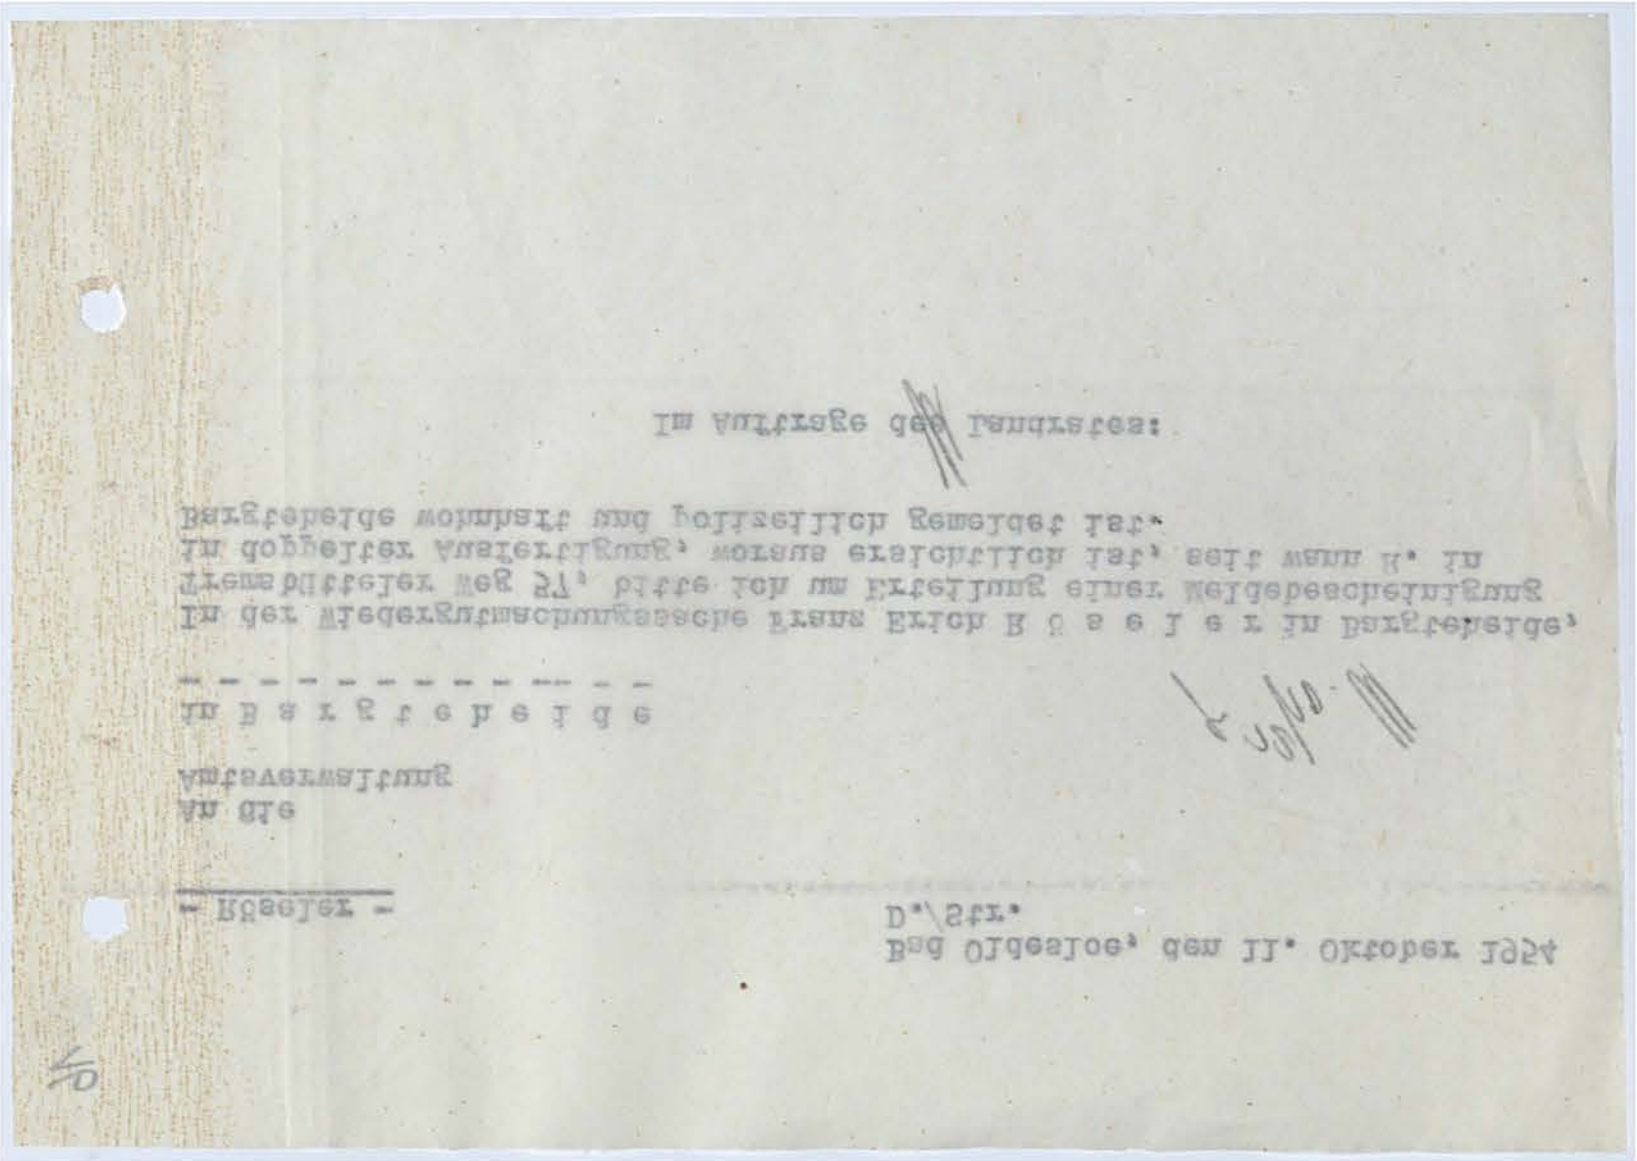 Bad Oldesloe, den 11. Oktober 1954
D./Str.
- Röseler -
An die
Amtsverwaltung
in B a r g t e h e i d e
In der Wiedergutmachungssache Franz Erich R ö s e l e r in Bargteheide,
Tremsbütteler Weg 57, bitte ich um Erteilung einer Meldebescheinigung
in doppelter Ausfertigung, woraus ersichtlich ist, seit wann R. in
Bargteheide wohnhaft und polizeilich gemeldet ist.
Im Auftrage des Landrates: